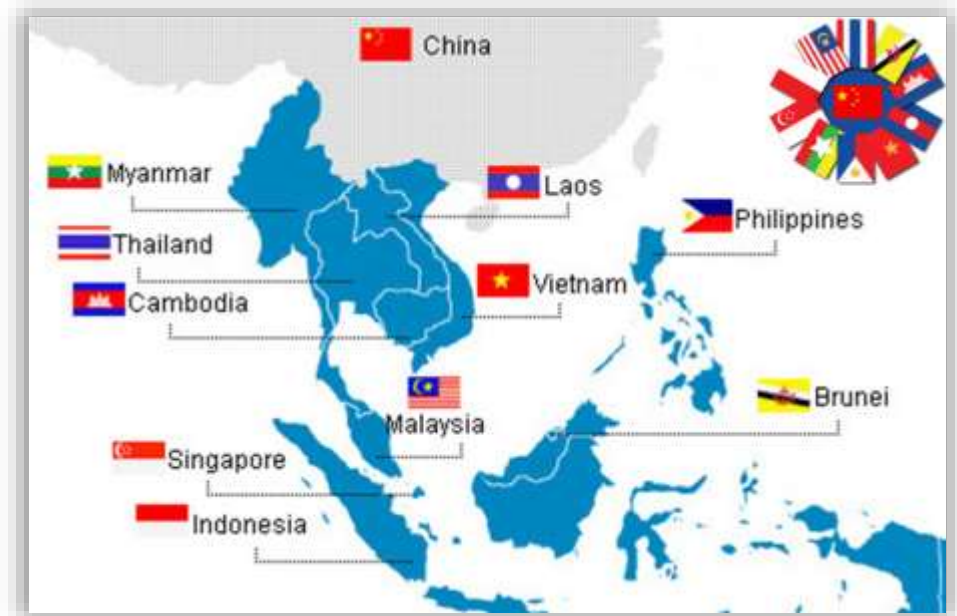 China
Myanmar
Laos
Philippines
Thailand
Vietnam
Cambodia
Brunei
Malaysia
Singapore
Indonesia